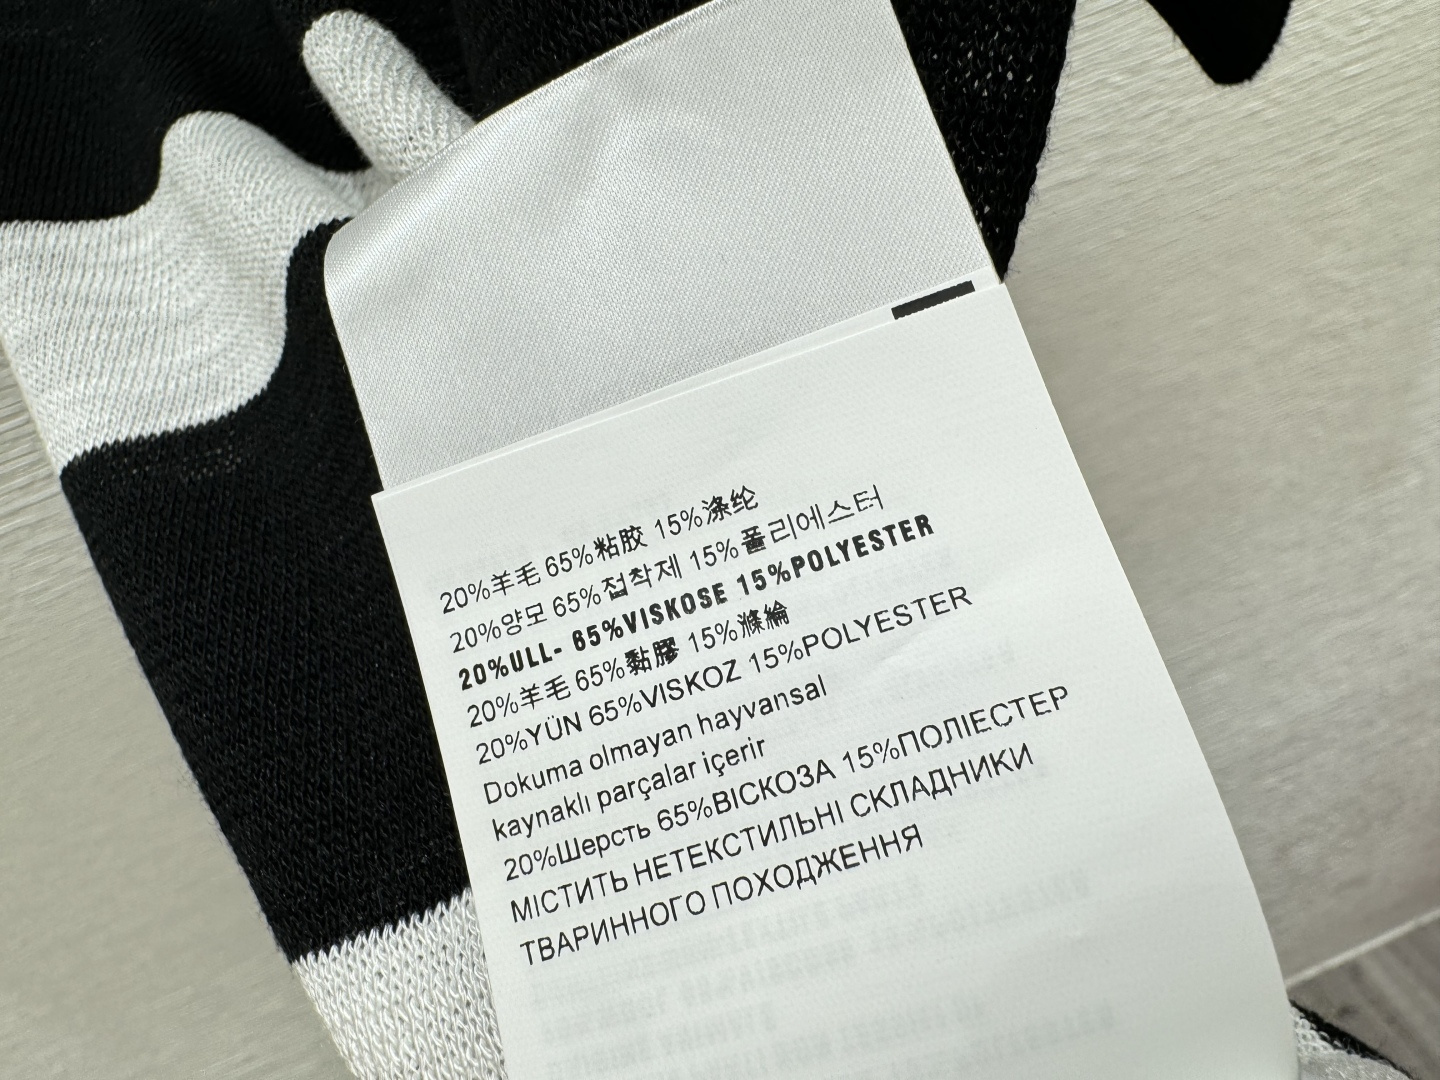 20%羊毛 65%粘胶 15%涤纶
20%양모 65%접착제 15%폴리에스터
20%ULL- 65%VISKOSE 15%POLYESTER
20%羊毛 65%黏膠 15%滌綸
20%YÜN 65%VISKOZ 15%POLYESTER
Dokuma olmayan hayvansal
kaynaklı parçalar içerir
20%Шерсть 65%ВІСКОЗА 15%ПОЛІЕСТЕР
МІСТИТЬ НЕТЕКСТИЛЬНІ СКЛАДНИКИ
ТВАРИННОГО ПОХОДЖЕННЯ